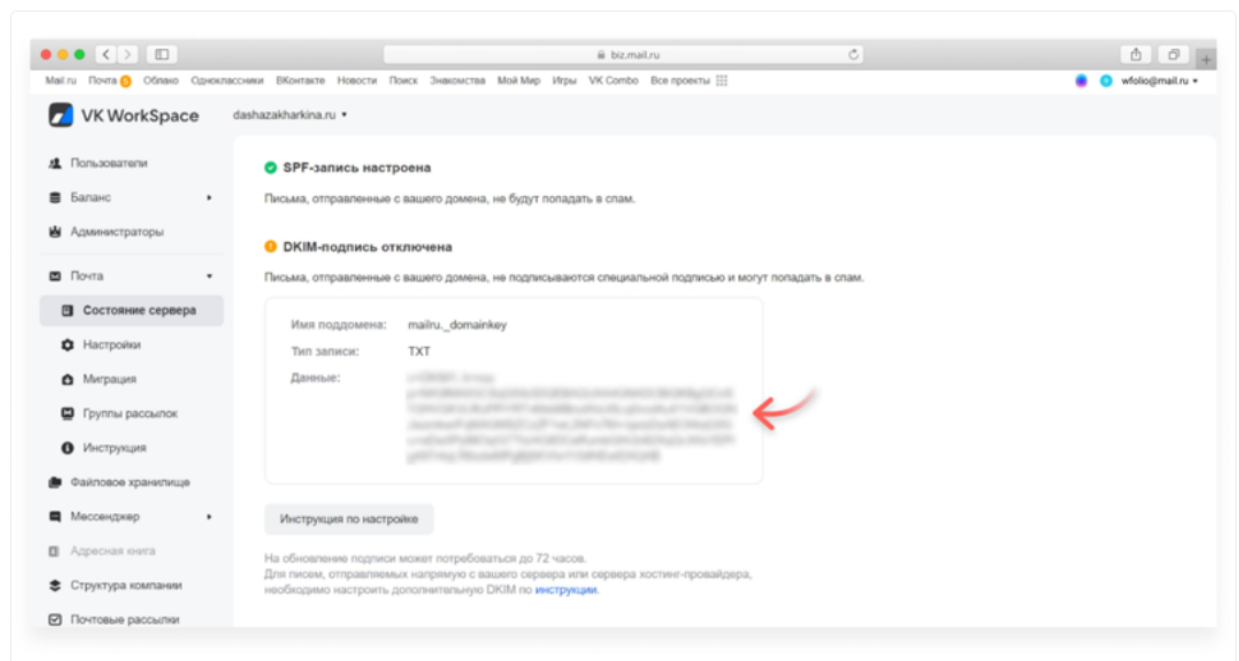 biz.mail.ru
Mail.ru Почта Облако Одноклассники ВКонтакте Новости Поиск Знакомства Мой Мир Игры VK Combo Все проекты wfolio@mail.ru
VK WorkSpace dashazakharkina.ru
Пользователи
Баланс
Администраторы
Почта
Состояние сервера
Настройки
Миграция
Группы рассылок
Инструкция
Файловое хранилище
Мессенджер
Адресная книга
Структура компании
Почтовые рассылки
SPF-запись настроена
Письма, отправленные с вашего домена, не будут попадать в спам.
DKIM-подпись отключена
Письма, отправленные с вашего домена, не подписываются специальной подписью и могут попадать в спам.
Имя поддомена: mailru._domainkey
Тип записи: TXT
Данные:
Инструкция по настройке
На обновление подписи может потребоваться до 72 часов.
Для писем, отправляемых напрямую с вашего сервера или сервера хостинг-провайдера,
необходимо настроить дополнительную DKIM по инструкции.